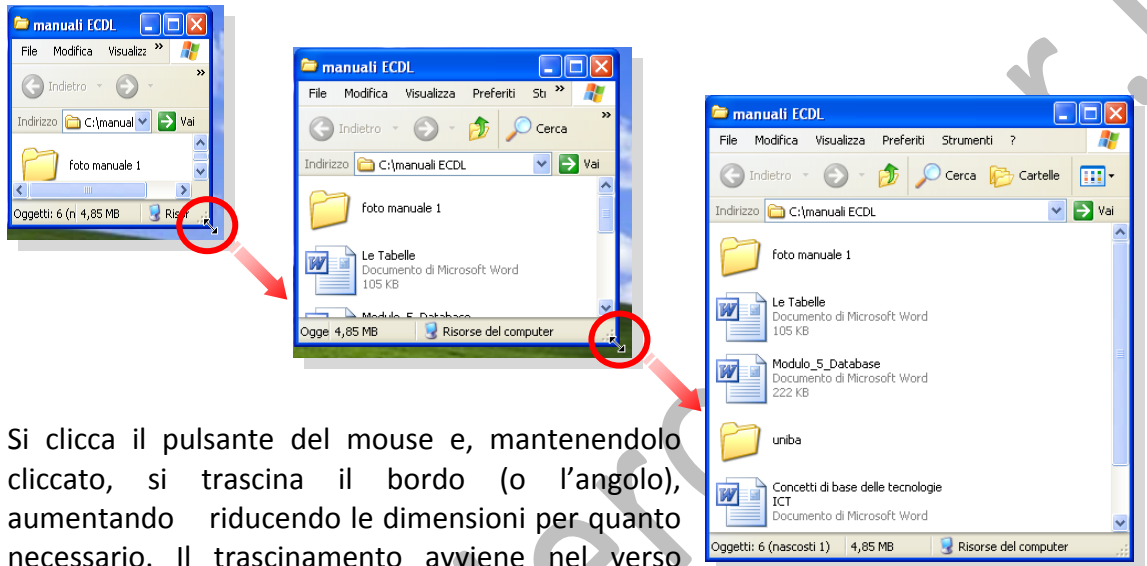 manuali ECDL
File Modifica Visualizz »
Indietro »
Indirizzo C:\manual Vai
foto manuale 1
Oggetti: 6 (n 4,85 MB Risor
manuali ECDL
File Modifica Visualizza Preferiti Stı »
Indietro Cerca »
Indirizzo C:\manuali ECDL Vai
foto manuale 1
Le Tabelle
Documento di Microsoft Word
105 KB
Modulo_5_Database
Ogge 4,85 MB Risorse del computer
manuali ECDL
File Modifica Visualizza Preferiti Strumenti ?
Indietro Cerca Cartelle
Indirizzo C:\manuali ECDL Vai
foto manuale 1
Le Tabelle
Documento di Microsoft Word
105 KB
Modulo_5_Database
Documento di Microsoft Word
222 KB
uniba
Concetti di base delle tecnologie
ICT
Documento di Microsoft Word
Oggetti: 6 (nascosti 1) 4,85 MB Risorse del computer
Si clicca il pulsante del mouse e, mantenendolo
cliccato, si trascina il bordo (o l’angolo),
aumentando riducendo le dimensioni per quanto
necessario. Il trascinamento avviene nel verso